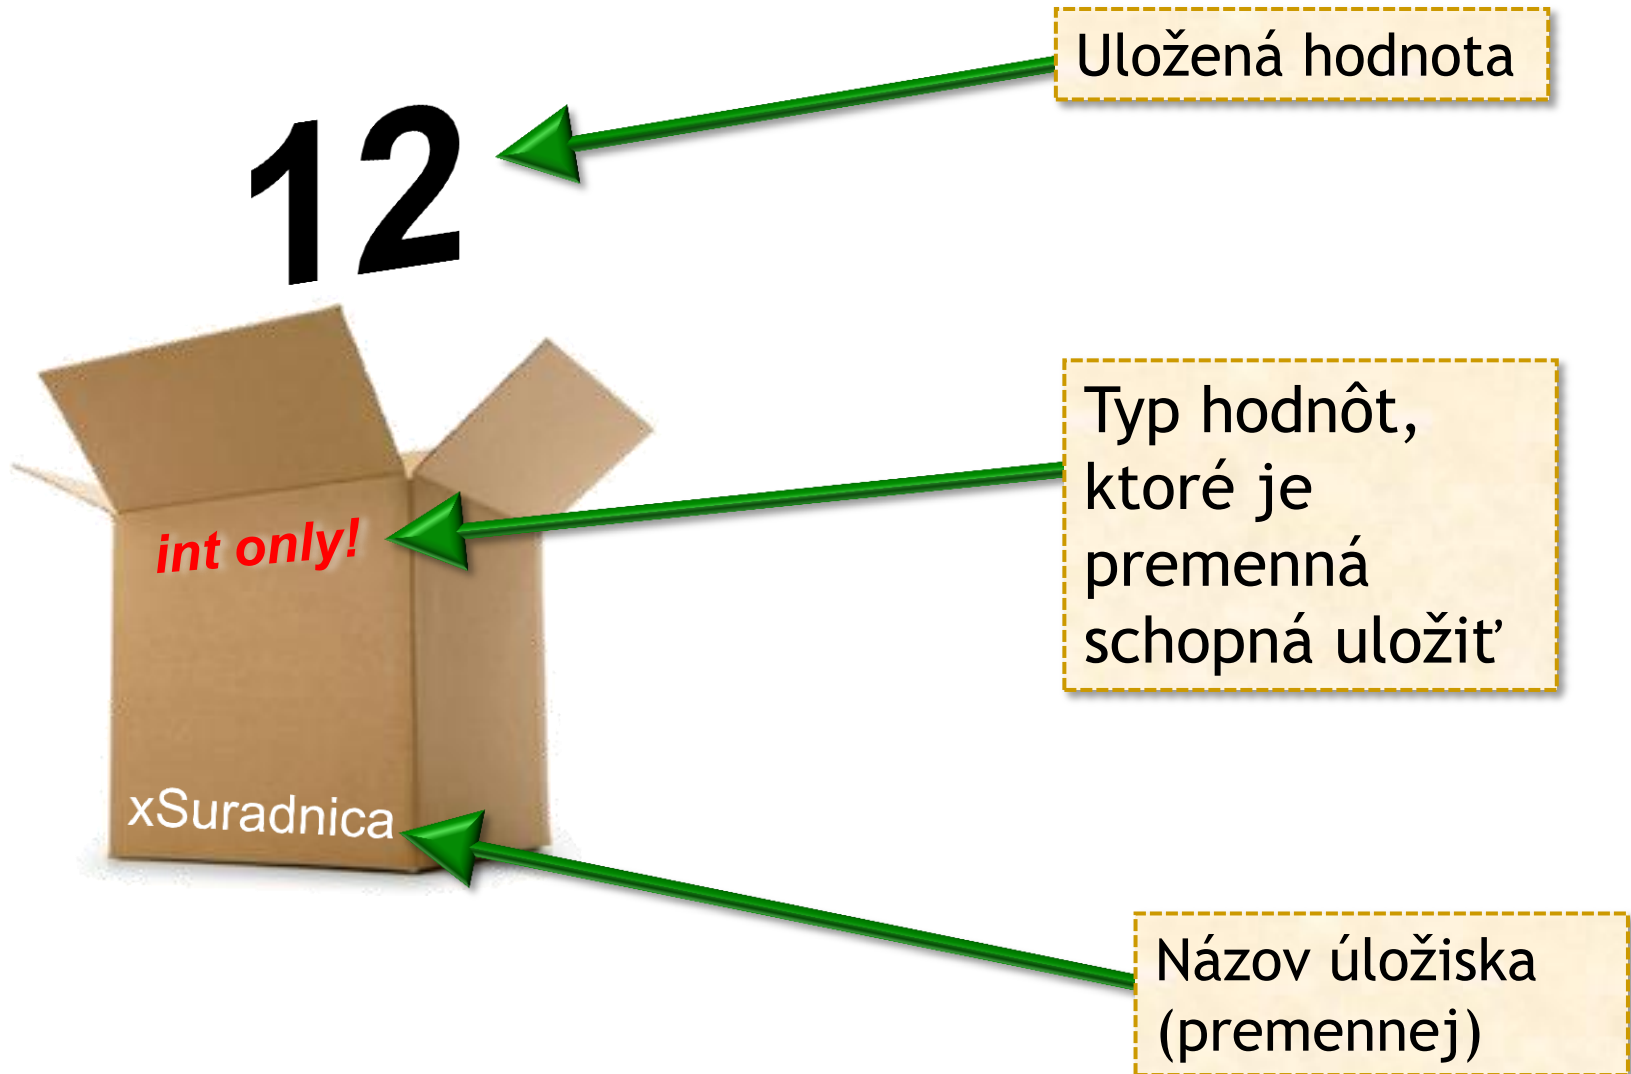 Uložená hodnota
12
Typ hodnôt,
ktoré je
premenná
schopná uložiť
int only!
xSuradnica
Názov úložiska
(premennej)